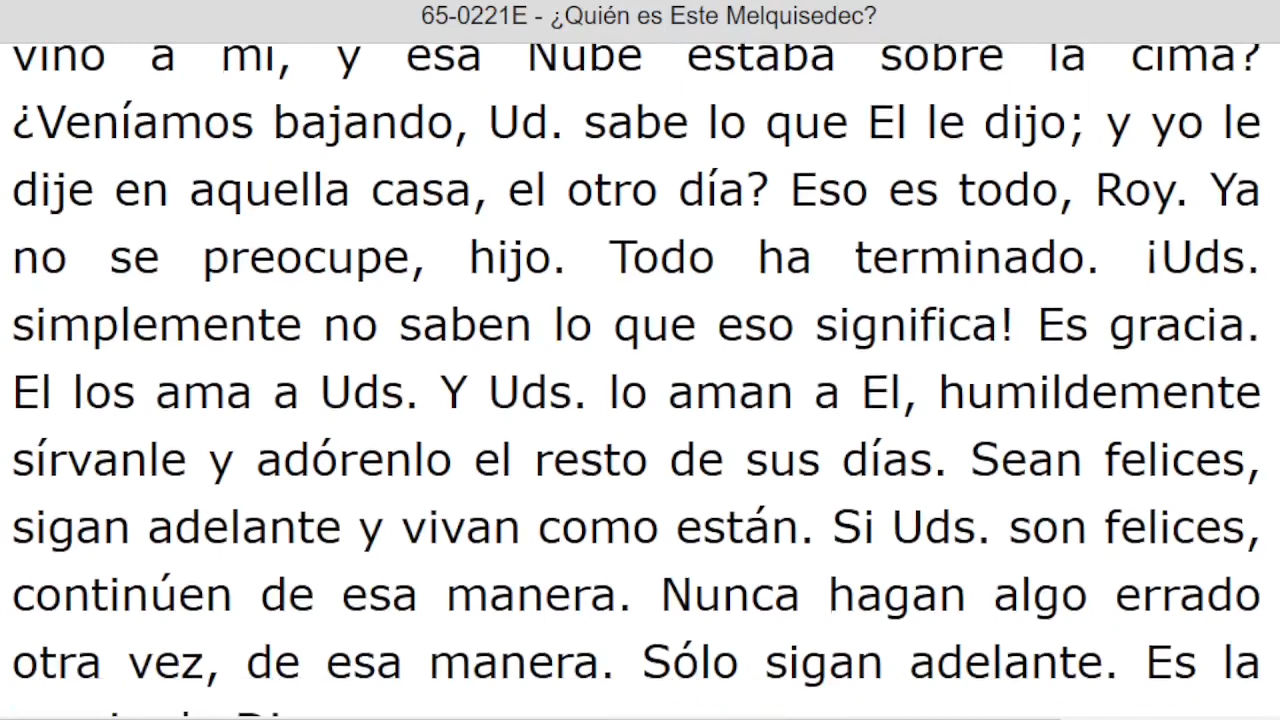 65-0221E - ¿Quién es Este Melquisedec?
vino a mí, y esa Nube estaba sobre la cima?
¿Veníamos bajando, Ud. sabe lo que El le dijo; y yo le
dije en aquella casa, el otro día? Eso es todo, Roy. Ya
no se preocupe, hijo. Todo ha terminado. ¡Uds.
simplemente no saben lo que eso significa! Es gracia.
El los ama a Uds. Y Uds. lo aman a El, humildemente
sírvanle y adórenlo el resto de sus días. Sean felices,
sigan adelante y vivan como están. Si Uds. son felices,
continúen de esa manera. Nunca hagan algo errado
otra vez, de esa manera. Sólo sigan adelante. Es la